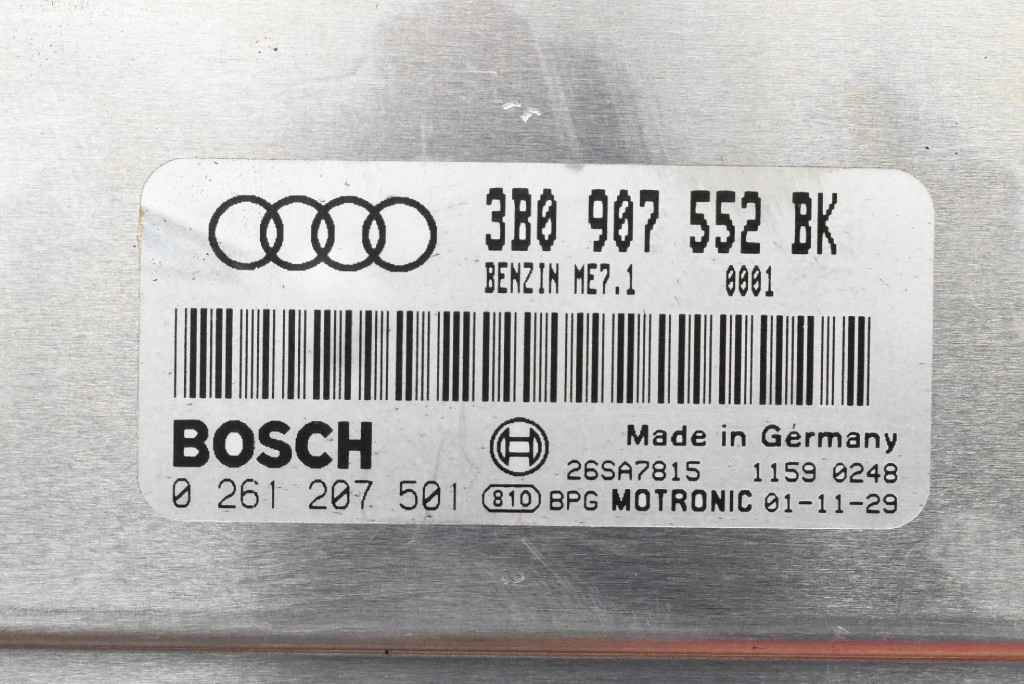 3B0 907 552 BK
BENZIN ME7.1 0001
BOSCH
Made in Germany
26SA7815 1159 0248
0 261 207 501 810 BPG MOTRONIC 01-11-29